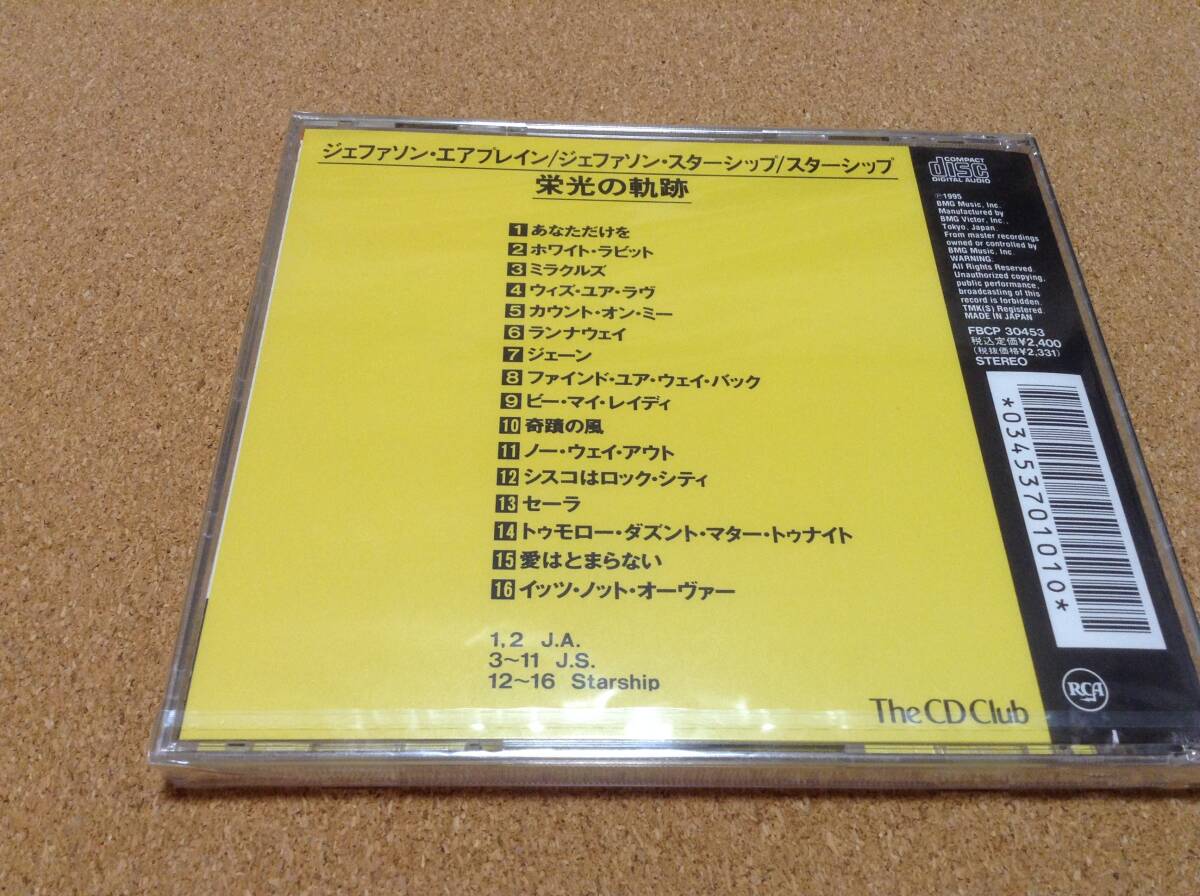 ジェファソン・エアプレイン/ジェファソン・スターシップ/スターシップ
栄光の軌跡
1 あなただけを
2 ホワイト・ラビット
3 ミラクルズ
4 ウィズ・ユア・ラヴ
5 カウント・オン・ミー
6 ランナウェイ
7 ジェーン
8 ファインド・ユア・ウェイ・バック
9 ビー・マイ・レイディ
10 奇蹟の風
11 ノー・ウェイ・アウト
12 シスコはロック・シティ
13 セーラ
14 トゥモロー・ダズント・マター・トゥナイト
15 愛はとまらない
16 イッツ・ノット・オーヴァー
1, 2 J.A.
3〜11 J.S.
12〜16 Starship
The CD Club
COMPACT
disc
DIGITAL AUDIO
℗1995
BMG Music, Inc.
Manufactured by
BMG Victor, Inc.,
Tokyo, Japan.
From master recordings
owned or controlled by
BMG Music, Inc.
WARNING.
All Rights Reserved.
Unauthorized copying,
public performance,
broadcasting of this
record is forbidden.
TMK(S) Registered.
MADE IN JAPAN
FBCP 30453
税込定価¥2,400
(税抜価格¥2,331)
STEREO
*0345370101０*
RCA